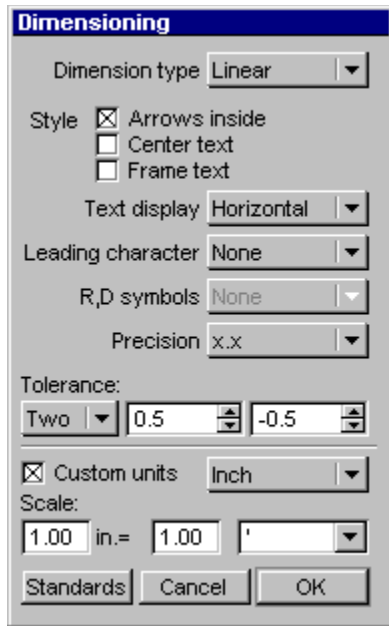 Dimensioning
Dimension type Linear
Style Arrows inside
Center text
Frame text
Text display Horizontal
Leading character None
R,D symbols None
Precision x.x
Tolerance:
Two 0.5 -0.5
Custom units Inch
Scale:
1.00 in.= 1.00 '
Standards Cancel OK